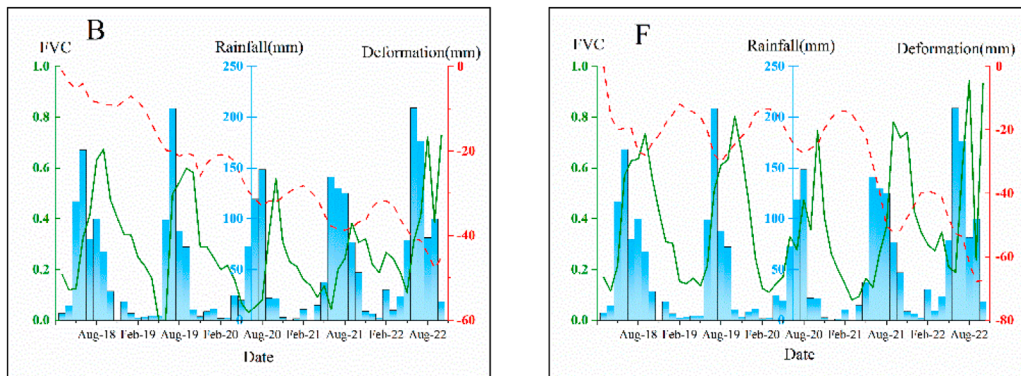 B
FVC Rainfall(mm) Deformation(mm)
1.0 250 0
0.8 200
-20
0.6 150
0.4 100
-40
0.2 50
0.0 0 -60
Aug-18 Feb-19 Aug-19 Feb-20 Aug-20 Feb-21 Aug-21 Feb-22 Aug-22
Date
F
FVC Rainfall(mm) Deformation(mm)
1.0 250 0
0.8 200
-20
0.6 150
0.4 100 -40
0.2 50 -60
0.0 0 -80
Aug-18 Feb-19 Aug-19 Feb-20 Aug-20 Feb-21 Aug-21 Feb-22 Aug-22
Date